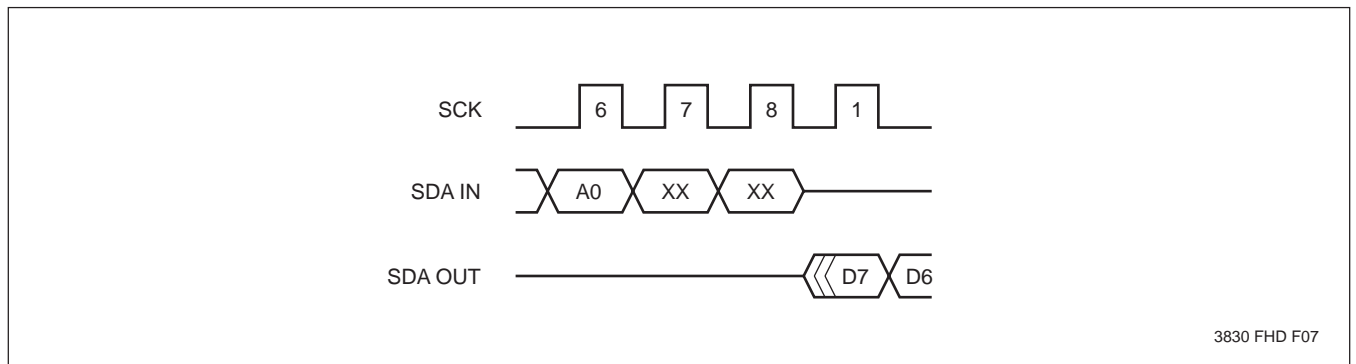 SCK 6 7 8 1
SDA IN A0 XX XX
SDA OUT D7 D6
3830 FHD F07